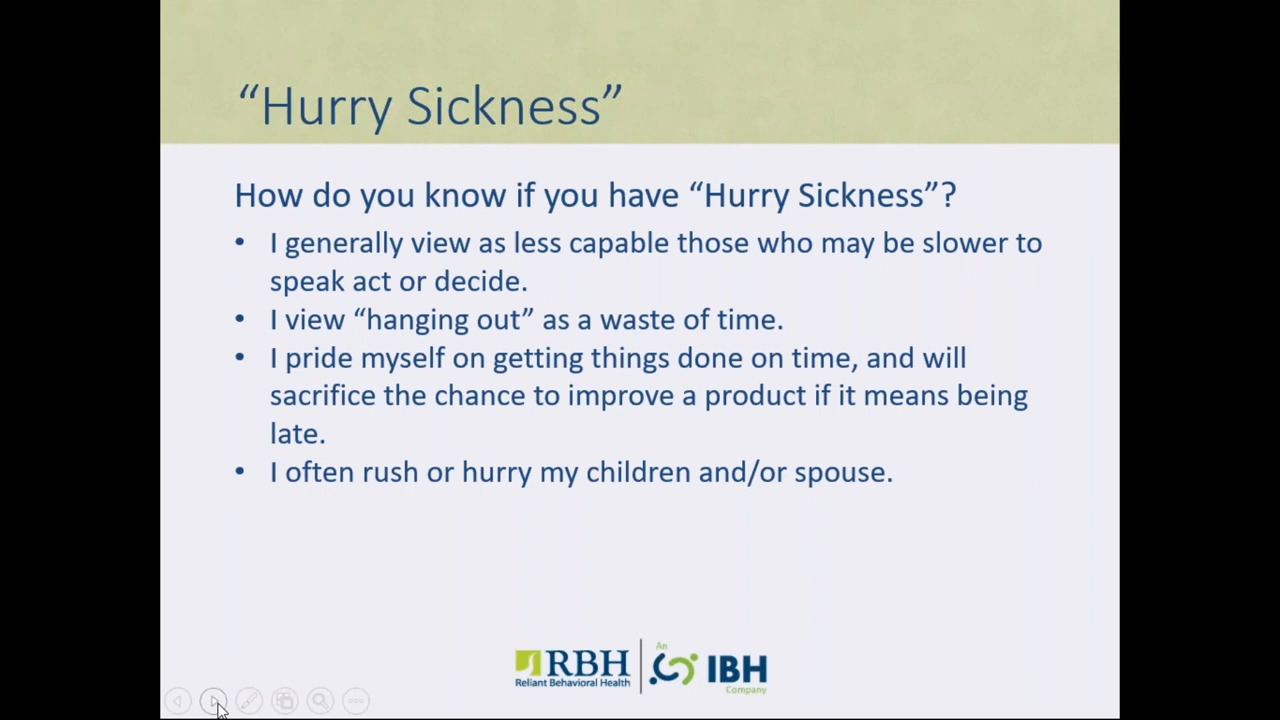 “Hurry Sickness”
How do you know if you have “Hurry Sickness”?
• I generally view as less capable those who may be slower to
speak act or decide.
• I view “hanging out” as a waste of time.
• I pride myself on getting things done on time, and will
sacrifice the chance to improve a product if it means being
late.
• I often rush or hurry my children and/or spouse.
RBH
Reliant Behavioral Health
An
IBH
Company